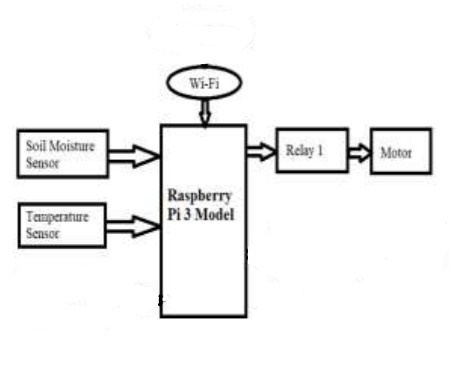 Wi-Fi
Soil Moisture
Sensor
Relay 1
Motor
Raspberry
Pi 3 Model
Temperature
Sensor